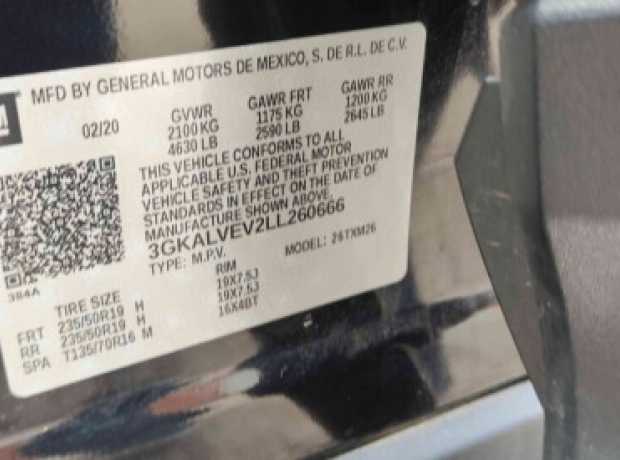 MFD BY GENERAL MOTORS DE MEXICO, S. DE R.L. DE C.V.
02/20 GVWR GAWR FRT GAWR RR
2100 KG 1175 KG 1200 KG
4630 LB 2590 LB 2645 LB
THIS VEHICLE CONFORMS TO ALL
APPLICABLE U.S. FEDERAL MOTOR
VEHICLE SAFETY AND THEFT PREVENTION
STANDARDS IN EFFECT ON THE DATE OF
MANUFACTURE SHOWN ABOVE.
3GKALVEV2LL260666
TYPE: M.P.V. MODEL: 26TXM26
384A
TIRE SIZE RIM
FRT 235/50R19 H 19X7.5J
RR 235/50R19 H 19X7.5J
SPA T135/70R16 M 16X4BT